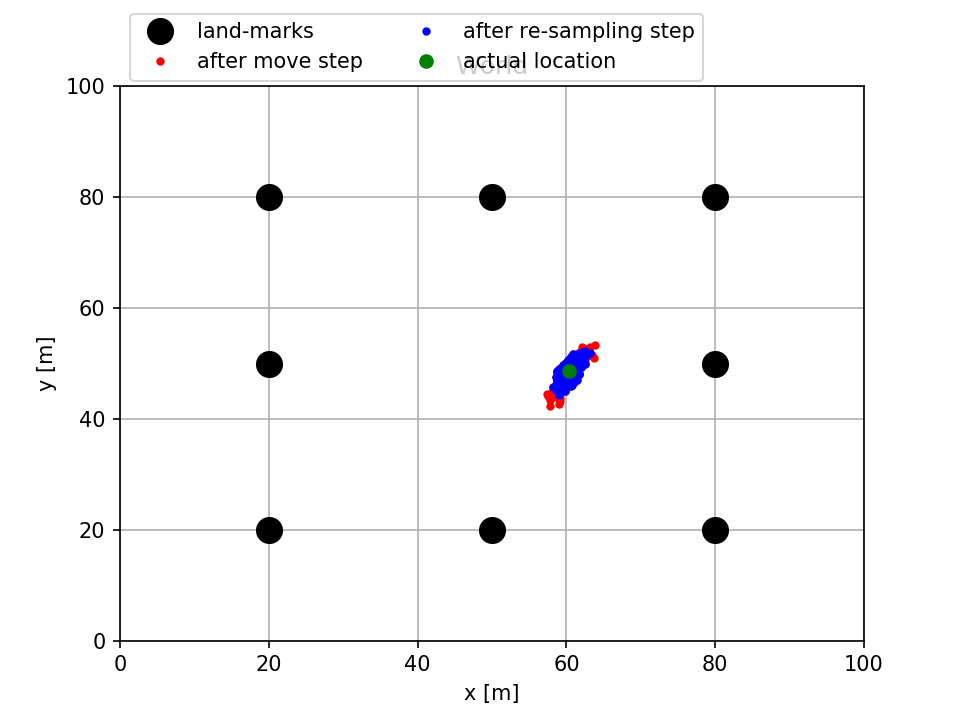 land-marks
after move step
after re-sampling step
actual location
World
100
80
60
40
20
0
y [m]
0 20 40 60 80 100
x [m]